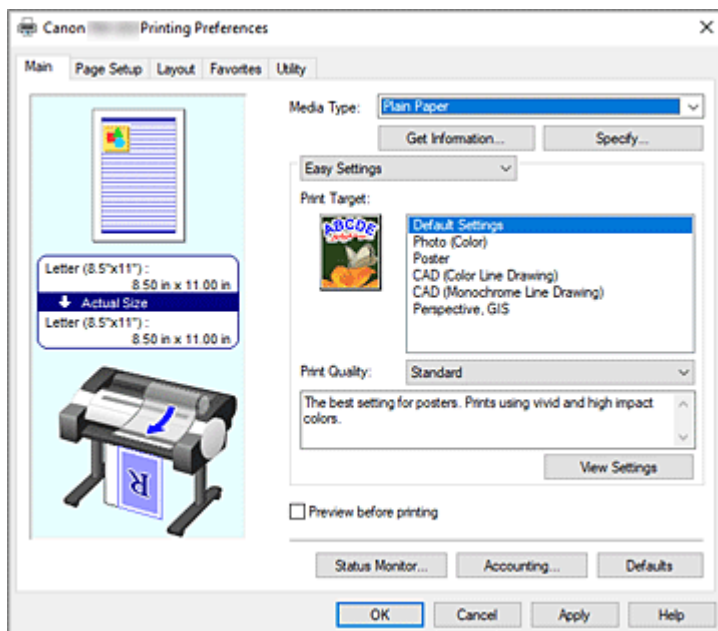 Canon Printing Preferences
Main Page Setup Layout Favorites Utility
Media Type: Plain Paper
Get Information... Specify...
Easy Settings
Print Target:
ABCDE
Default Settings
Photo (Color)
Poster
CAD (Color Line Drawing)
CAD (Monochrome Line Drawing)
Perspective, GIS
Letter (8.5"x11") :
8.50 in x 11.00 in
Actual Size
Letter (8.5"x11") :
8.50 in x 11.00 in
R
Print Quality: Standard
The best setting for posters. Prints using vivid and high impact
colors.
View Settings
Preview before printing
Status Monitor... Accounting... Defaults
OK Cancel Apply Help